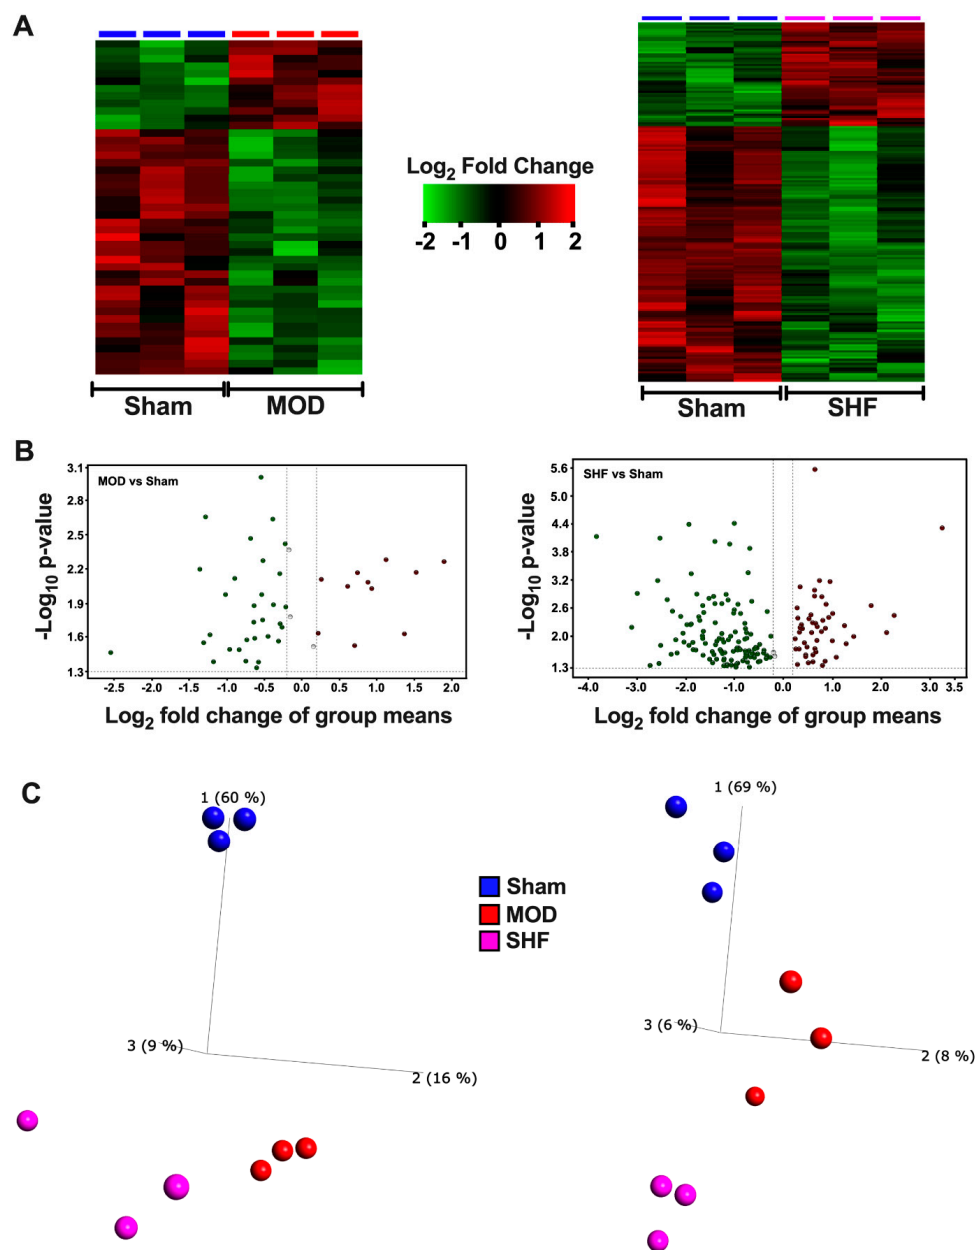 A
Log₂ Fold Change
-2 -1 0 1 2
Sham MOD
Sham SHF
B
MOD vs Sham
-Log₁₀ p-value
3.1
2.8
2.5
2.2
1.9
1.6
1.3
-2.5 -2.0 -1.5 -1.0 -0.5 0.0 0.5 1.0 1.5 2.0
Log₂ fold change of group means
SHF vs Sham
-Log₁₀ p-value
5.6
5.0
4.4
3.8
3.2
2.6
2.0
1.3
-4.0 -3.0 -2.0 -1.0 0.0 1.0 2.0 3.0 3.5
Log₂ fold change of group means
C
1 (60 %)
3 (9 %)
2 (16 %)
Sham
MOD
SHF
1 (69 %)
3 (6 %)
2 (8 %)